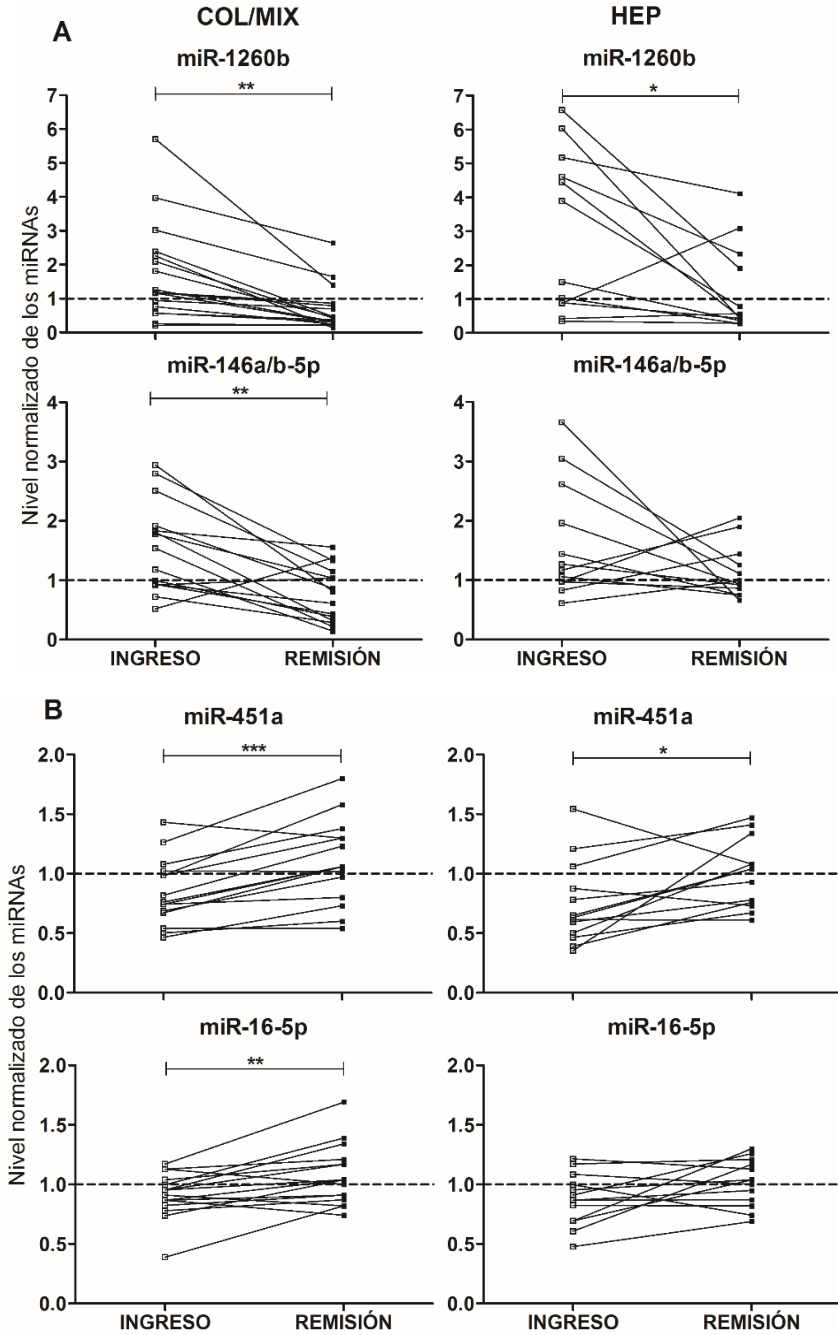 A
COL/MIX
HEP
miR-1260b
miR-1260b
**
*
7
6
5
4
3
2
1
0
7
6
5
4
3
2
1
0
miR-146a/b-5p
miR-146a/b-5p
**
4
3
2
1
0
4
3
2
1
0
Nivel normalizado de los miRNAs
INGRESO REMISIÓN
INGRESO REMISIÓN
B
miR-451a
miR-451a
***
*
2.0
1.5
1.0
0.5
0.0
2.0
1.5
1.0
0.5
0.0
miR-16-5p
miR-16-5p
**
2.0
1.5
1.0
0.5
0.0
2.0
1.5
1.0
0.5
0.0
Nivel normalizado de los miRNAs
INGRESO REMISIÓN
INGRESO REMISIÓN